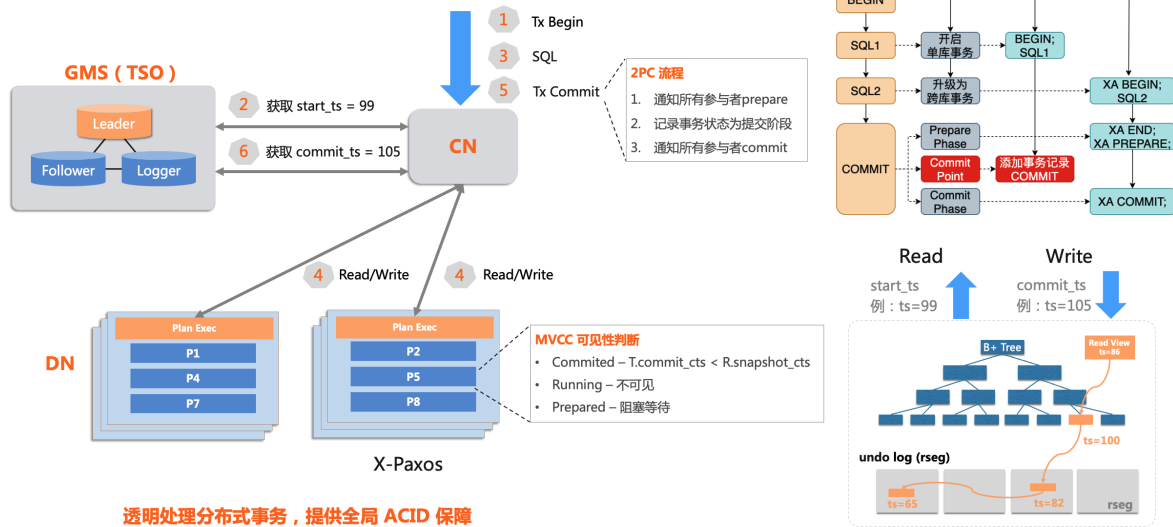 1 Tx Begin
3 SQL
5 Tx Commit
GMS（TSO）
Leader
Follower
Logger
2 获取 start_ts = 99
6 获取 commit_ts = 105
CN
2PC 流程
1. 通知所有参与者prepare
2. 记录事务状态为提交阶段
3. 通知所有参与者commit
4 Read/Write
4 Read/Write
DN
Plan Exec
P1
P4
P7
Plan Exec
P2
P5
P8
X-Paxos
MVCC 可见性判断
• Commited – T.commit_cts < R.snapshot_cts
• Running – 不可见
• Prepared – 阻塞等待
透明处理分布式事务，提供全局 ACID 保障
BEGIN
SQL1
开启
单库事务
BEGIN;
SQL1
SQL2
升级为
跨库事务
XA BEGIN;
SQL2
COMMIT
Prepare
Phase
XA END;
XA PREPARE;
Commit
Point
添加事务记录
COMMIT
Commit
Phase
XA COMMIT;
Read
start_ts
例：ts=99
Write
commit_ts
例：ts=105
B+ Tree
Read View
ts=86
ts=100
undo log (rseg)
ts=65
ts=82
rseg